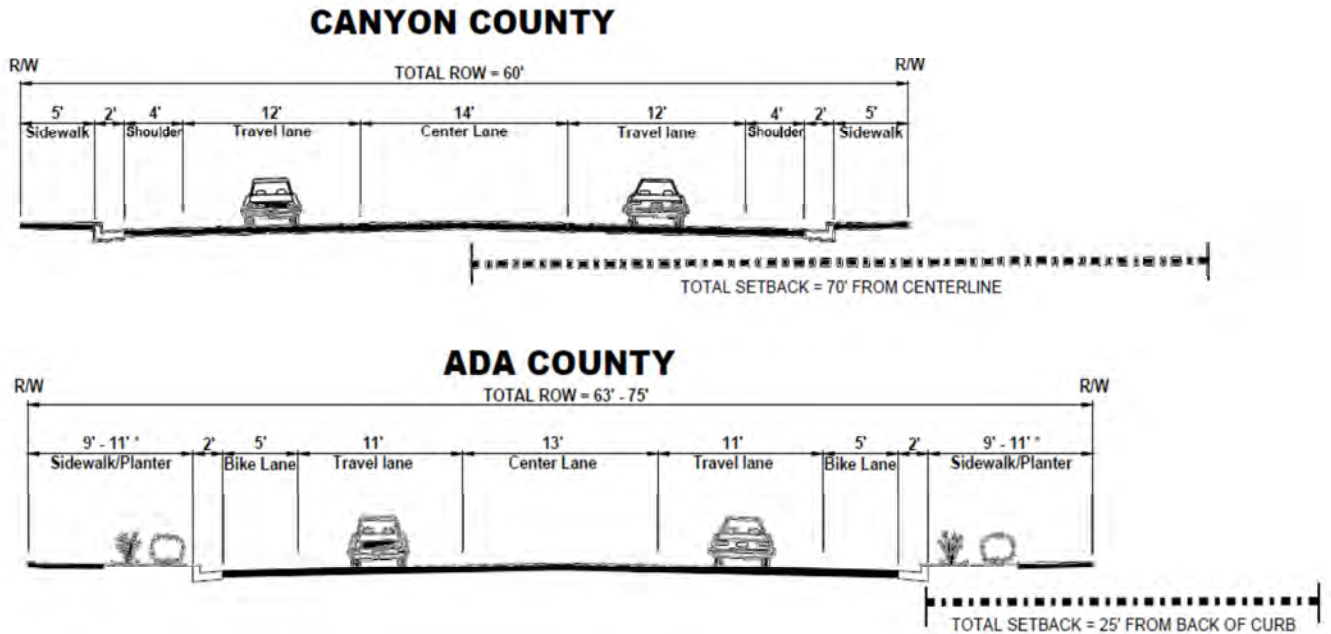 CANYON COUNTY
R/W R/W
TOTAL ROW = 60'
5' 2' 4' 12' 14' 12' 4' 2' 5'
Sidewalk Shoulder Travel lane Center Lane Travel lane Shoulder Sidewalk
TOTAL SETBACK = 70' FROM CENTERLINE
ADA COUNTY
R/W R/W
TOTAL ROW = 63' - 75'
9' - 11' * 2' 5' 11' 13' 11' 5' 2' 9' - 11' *
Sidewalk/Planter Bike Lane Travel lane Center Lane Travel lane Bike Lane Sidewalk/Planter
TOTAL SETBACK = 25' FROM BACK OF CURB